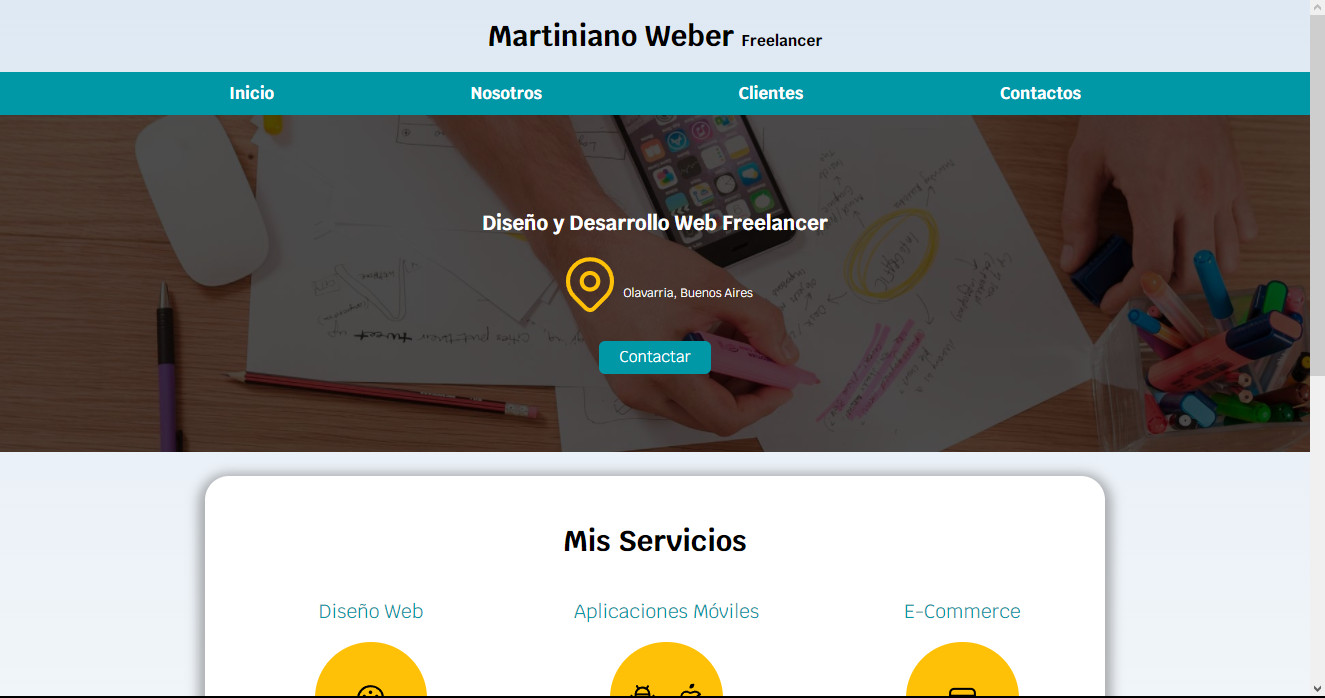 Martiniano Weber Freelancer
Inicio Nosotros Clientes Contactos
Diseño y Desarrollo Web Freelancer
Olavarria, Buenos Aires
Contactar
Mis Servicios
Diseño Web Aplicaciones Móviles E-Commerce